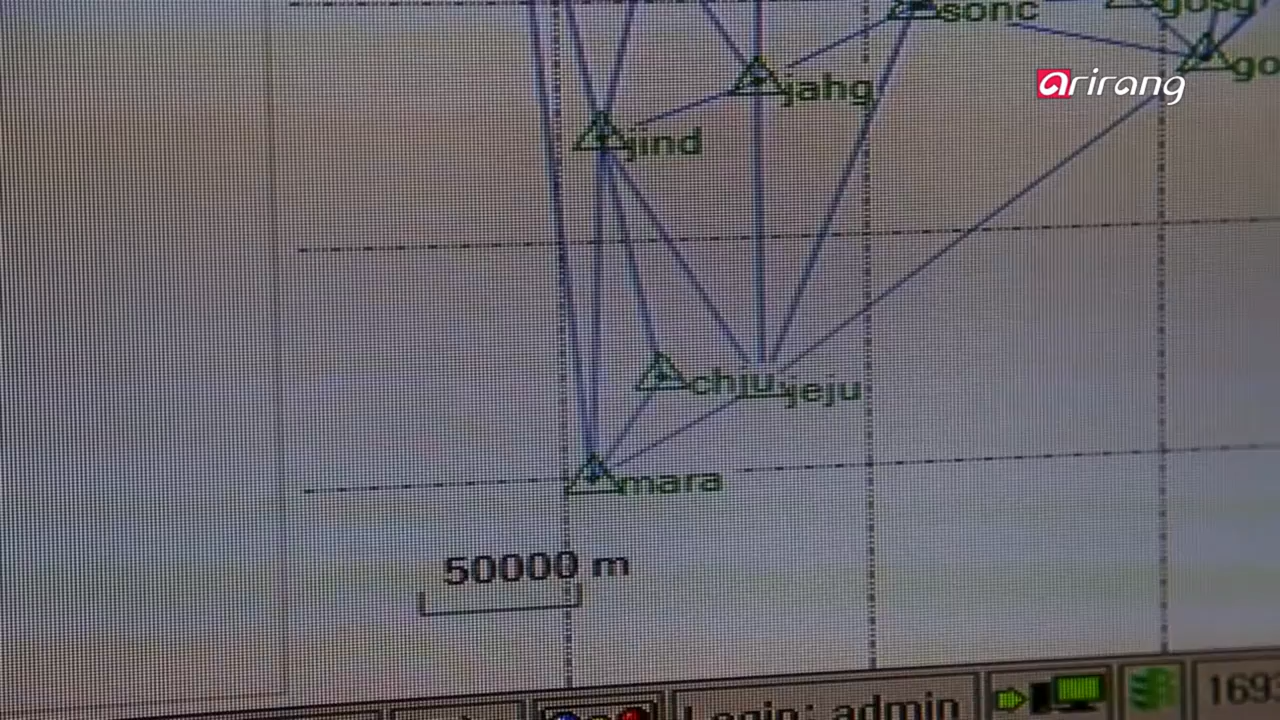 sonc
arirang
jahg
jind
chju
jeju
mara
50000 m
Login: admin